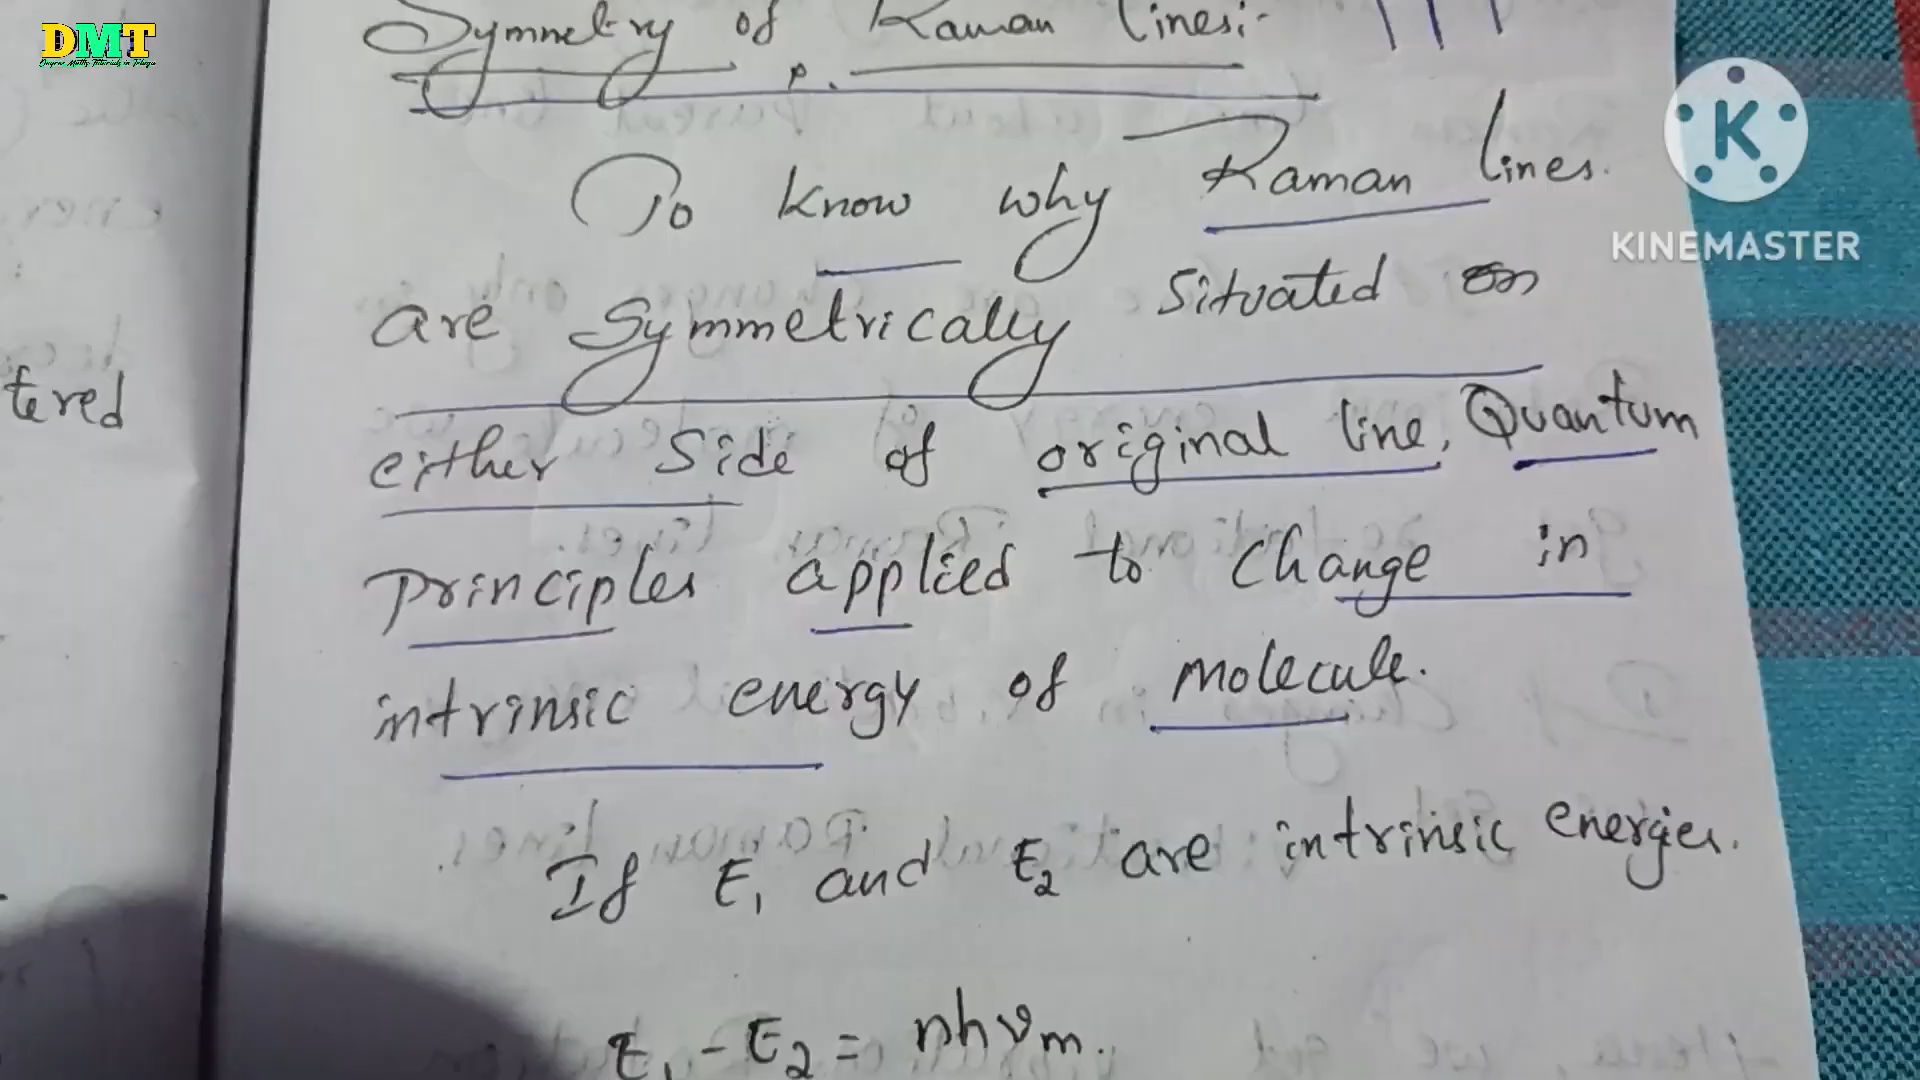 DMT
Symmetry of Raman lines:-
KINEMASTER
To know why Raman lines.
are Symmetrically Situated on
either Side of original line, Quantum
tered
principles applied to Change in
intrinsic energy of molecule.
If E1 and E2 are intrinsic energies.
E1 - E2 = nhνm.